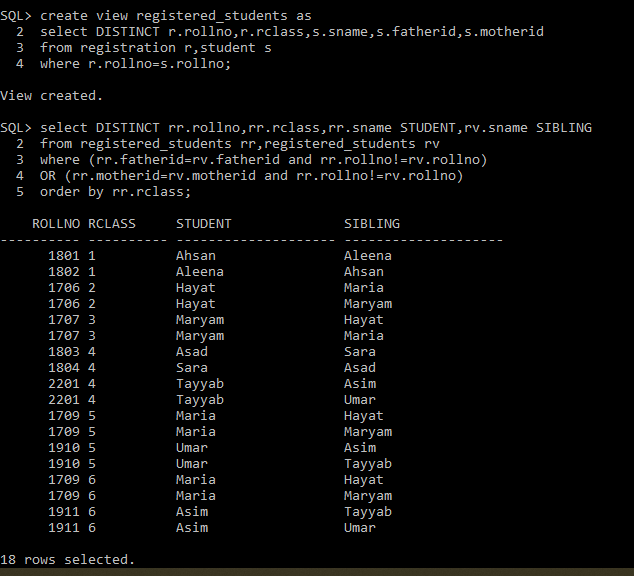 SQL> create view registered_students as
  2  select DISTINCT r.rollno,r.rclass,s.sname,s.fatherid,s.motherid
  3  from registration r,student s
  4  where r.rollno=s.rollno;

View created.

SQL> select DISTINCT rr.rollno,rr.rclass,rr.sname STUDENT,rv.sname SIBLING
  2  from registered_students rr,registered_students rv
  3  where (rr.fatherid=rv.fatherid and rr.rollno!=rv.rollno)
  4  OR (rr.motherid=rv.motherid and rr.rollno!=rv.rollno)
  5  order by rr.rclass;

    ROLLNO RCLASS     STUDENT              SIBLING
---------- ---------- -------------------- --------------------
      1801 1          Ahsan                Aleena
      1802 1          Aleena               Ahsan
      1706 2          Hayat                Maria
      1706 2          Hayat                Maryam
      1707 3          Maryam               Hayat
      1707 3          Maryam               Maria
      1803 4          Asad                 Sara
      1804 4          Sara                 Asad
      2201 4          Tayyab               Asim
      2201 4          Tayyab               Umar
      1709 5          Maria                Hayat
      1709 5          Maria                Maryam
      1910 5          Umar                 Asim
      1910 5          Umar                 Tayyab
      1709 6          Maria                Hayat
      1709 6          Maria                Maryam
      1911 6          Asim                 Tayyab
      1911 6          Asim                 Umar

18 rows selected.